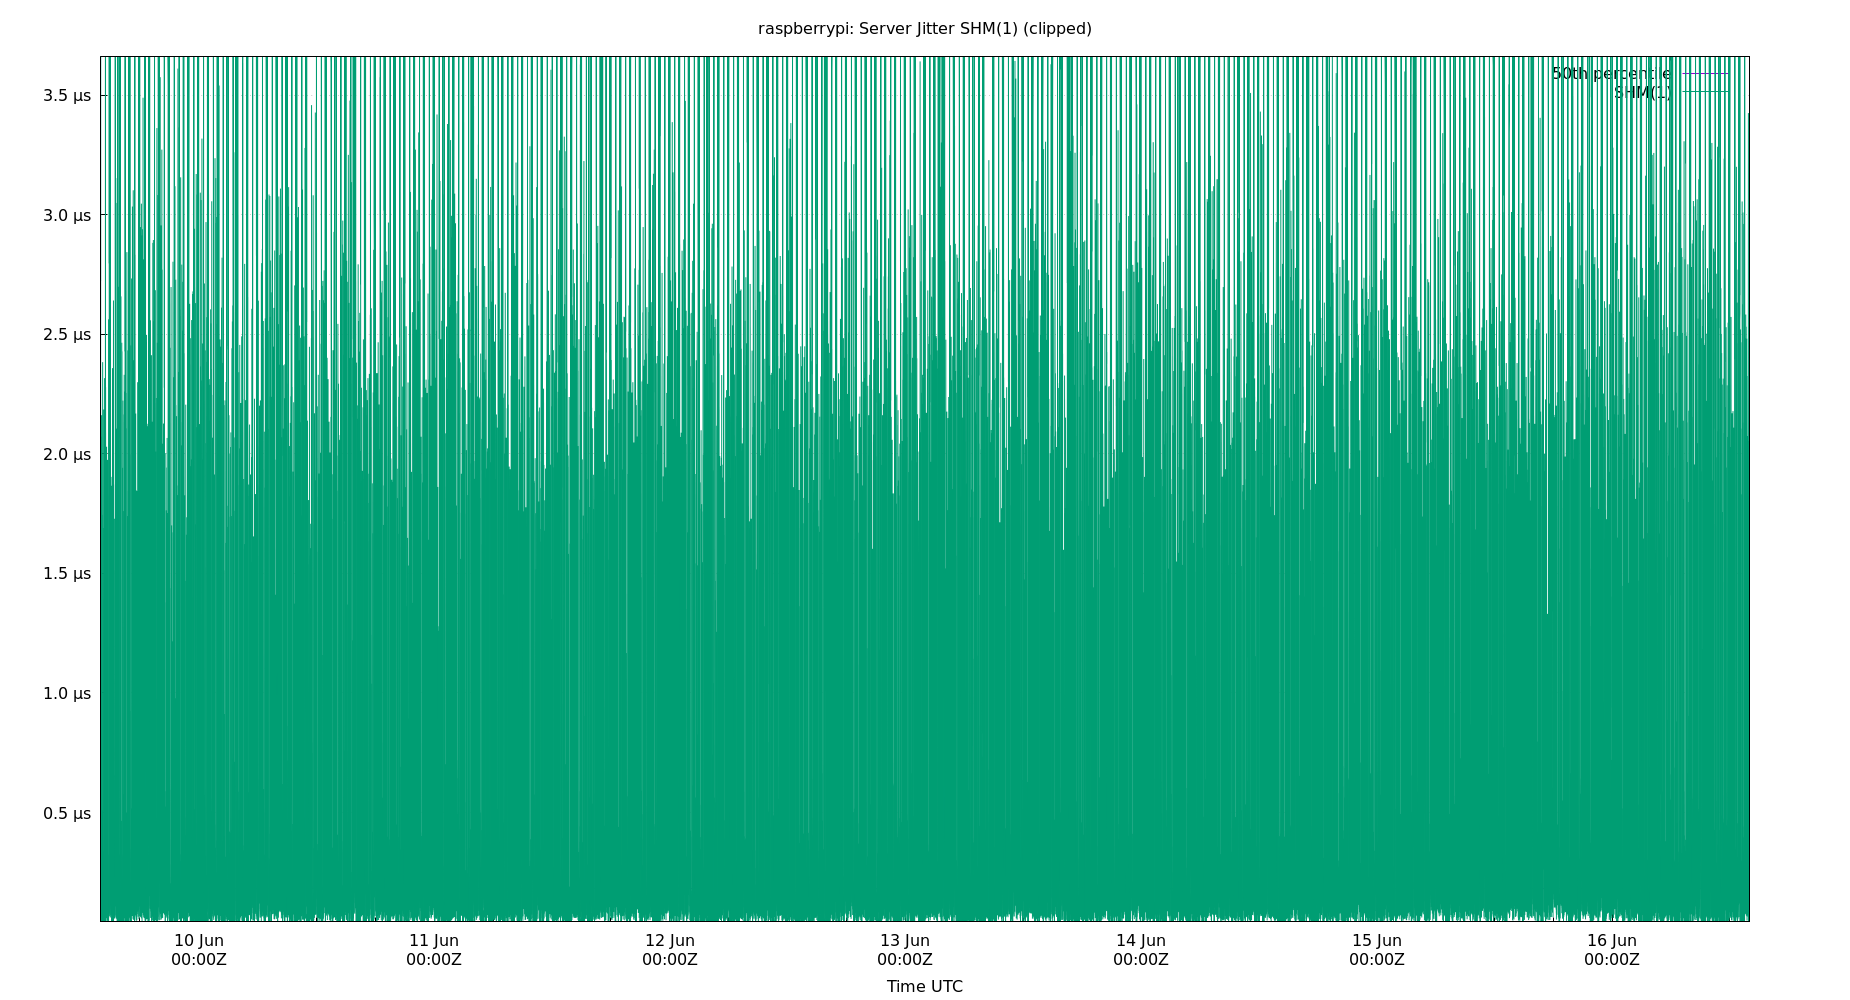 raspberrypi: Server Jitter SHM(1) (clipped)
50th percentile
SHM(1)
3.5 µs
3.0 µs
2.5 µs
2.0 µs
1.5 µs
1.0 µs
0.5 µs
10 Jun 11 Jun 12 Jun 13 Jun 14 Jun 15 Jun 16 Jun
00:00Z 00:00Z 00:00Z 00:00Z 00:00Z 00:00Z 00:00Z
Time UTC